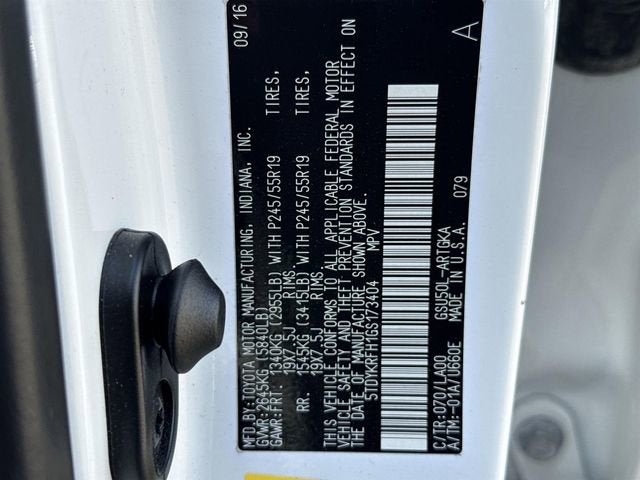 MFD.BY: TOYOTA MOTOR MANUFACTURING, INDIANA, INC. 09/16
GVWR: 2645KG (5840LB)
GAWR:FRT: 1340KG (2955LB) WITH P245/55R19 TIRES,
19X7.5J RIMS
RR. 1545KG (3415LB) WITH P245/55R19 TIRES,
19X7.5J RIMS
THIS VEHICLE CONFORMS TO ALL APPLICABLE FEDERAL MOTOR
VEHICLE SAFETY AND THEFT PREVENTION STANDARDS IN EFFECT ON
THE DATE OF MANUFACTURE SHOWN ABOVE.
5TDYKRFH1GS173404 MPV
079
C/TR:070/LA00 GSU50L-ARTGKA A
A/TM:-01A/U660E MADE IN U.S.A.